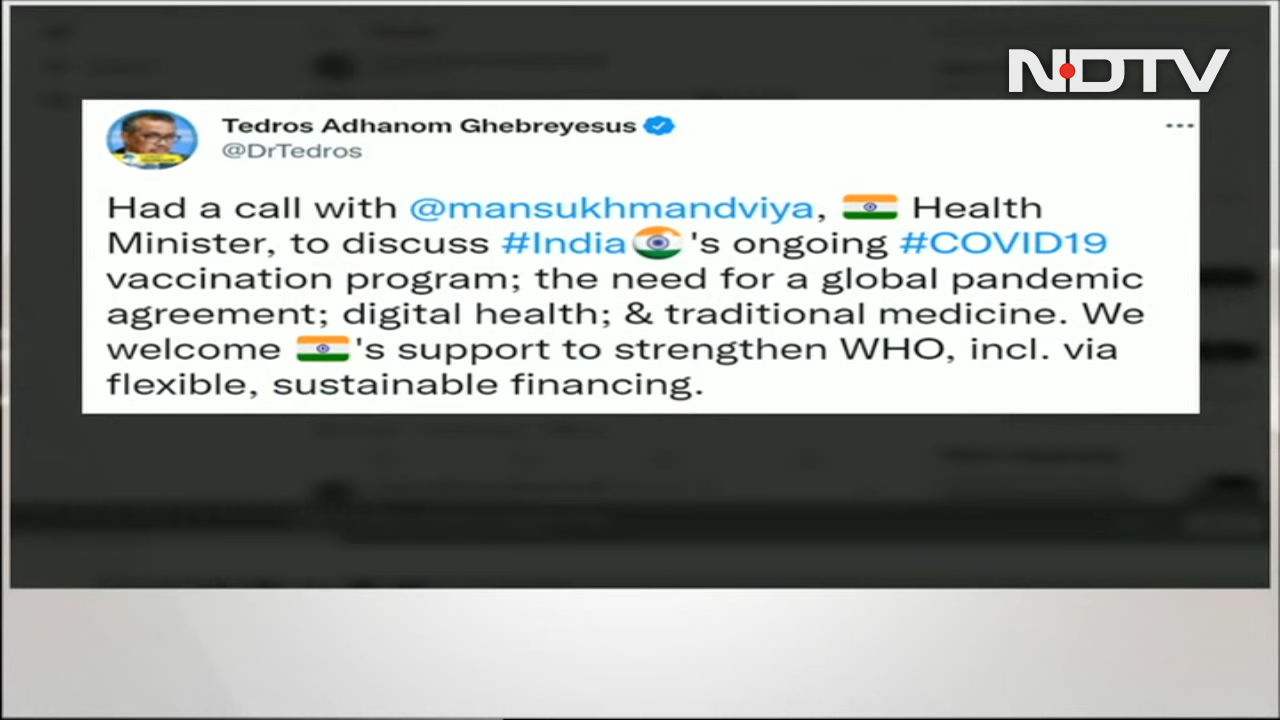 NDTV
Tedros Adhanom Ghebreyesus
@DrTedros
Had a call with @mansukhmandviya, 🇮🇳 Health
Minister, to discuss #India 's ongoing #COVID19
vaccination program; the need for a global pandemic
agreement; digital health; & traditional medicine. We
welcome 🇮🇳's support to strengthen WHO, incl. via
flexible, sustainable financing.